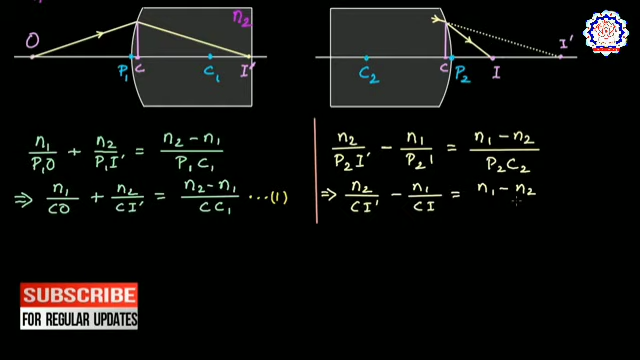 n₂
O P₁ C C₁ I'
C₂ C P₂ I I'
n₁/P₁O + n₂/P₁I' = n₂ − n₁/P₁C₁
⇒ n₁/CO + n₂/CI' = n₂ − n₁/CC₁ ...(1)
n₂/P₂I' − n₁/P₂I = n₁ − n₂/P₂C₂
⇒ n₂/CI' − n₁/CI = n₁ − n₂
SUBSCRIBE
FOR REGULAR UPDATES